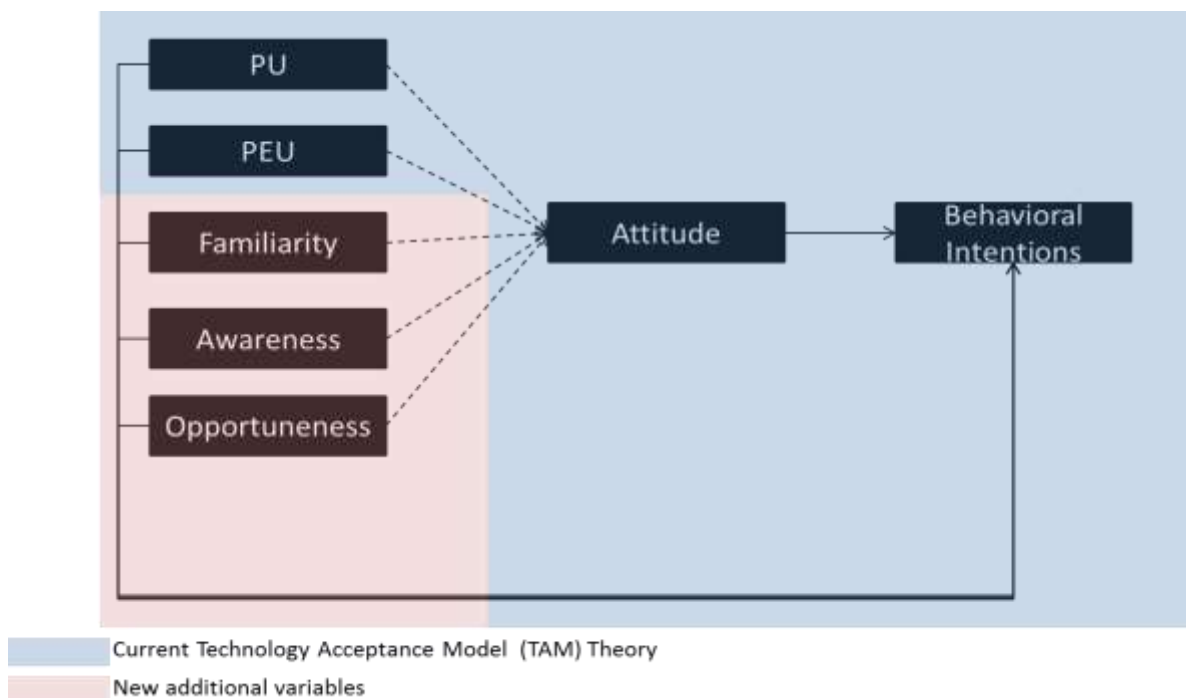 PU
PEU
Familiarity
Awareness
Opportuneness
Attitude
Behavioral
Intentions
Current Technology Acceptance Model (TAM) Theory
New additional variables